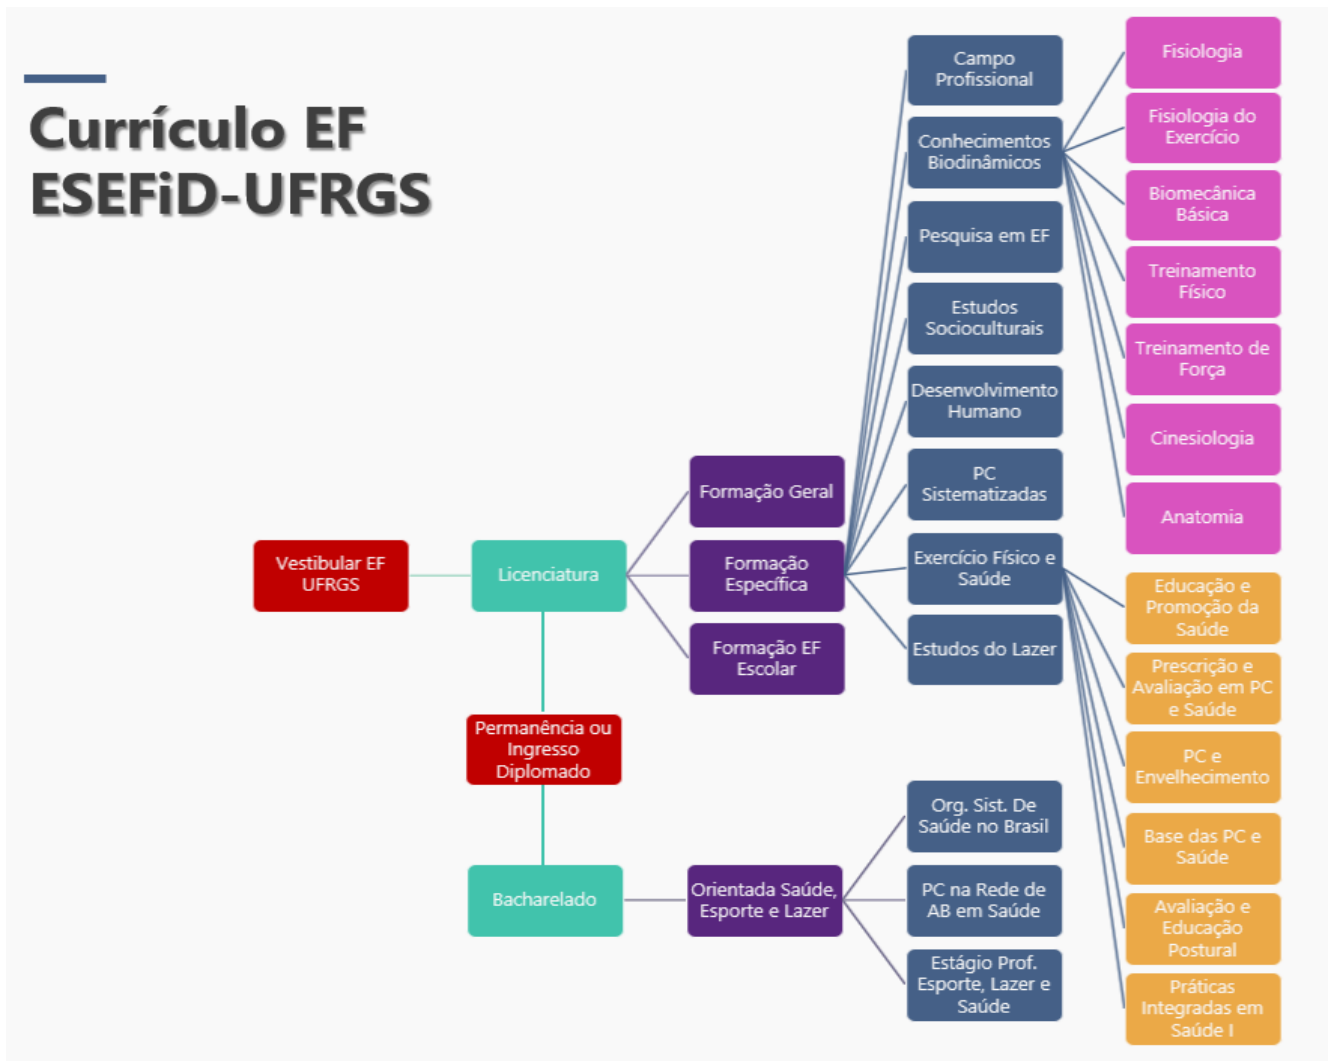 Currículo EF
ESEFiD-UFRGS
Vestibular EF
UFRGS
Licenciatura
Permanência ou
Ingresso
Diplomado
Bacharelado
Formação Geral
Formação
Específica
Formação EF
Escolar
Orientada Saúde,
Esporte e Lazer
Campo
Profissional
Conhecimentos
Biodinâmicos
Pesquisa em EF
Estudos
Socioculturais
Desenvolvimento
Humano
PC
Sistematizadas
Exercício Físico e
Saúde
Estudos do Lazer
Org. Sist. De
Saúde no Brasil
PC na Rede de
AB em Saúde
Estágio Prof.
Esporte, Lazer e
Saúde
Fisiologia
Fisiologia do
Exercício
Biomecânica
Básica
Treinamento
Físico
Treinamento de
Força
Cinesiologia
Anatomia
Educação e
Promoção da
Saúde
Prescrição e
Avaliação em PC
e Saúde
PC e
Envelhecimento
Base das PC e
Saúde
Avaliação e
Educação
Postural
Práticas
Integradas em
Saúde I